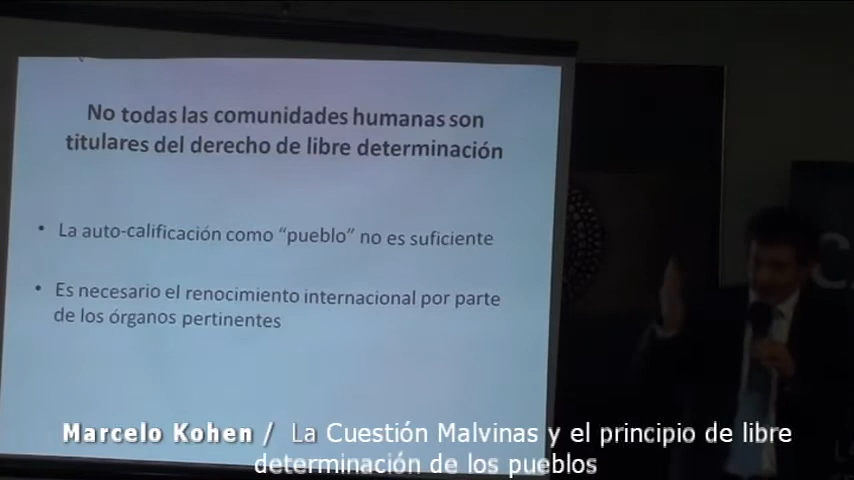 No todas las comunidades humanas son
titulares del derecho de libre determinación
• La auto-calificación como “pueblo” no es suficiente
• Es necesario el renocimiento internacional por parte
de los órganos pertinentes
Marcelo Kohen / La Cuestión Malvinas y el principio de libre
determinación de los pueblos